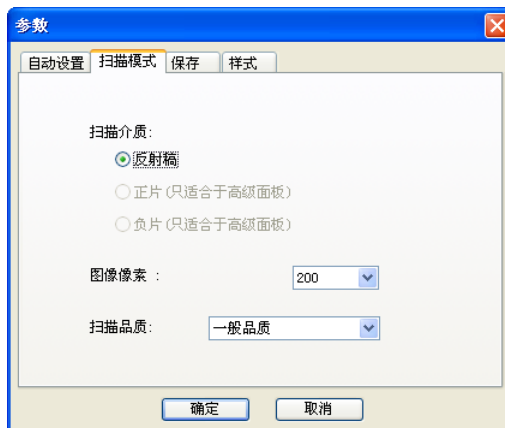 参数
自动设置 扫描模式 保存 样式
扫描介质:
反射稿
正片(只适合于高级面板)
负片(只适合于高级面板)
图像像素 : 200
扫描品质: 一般品质
确定 取消